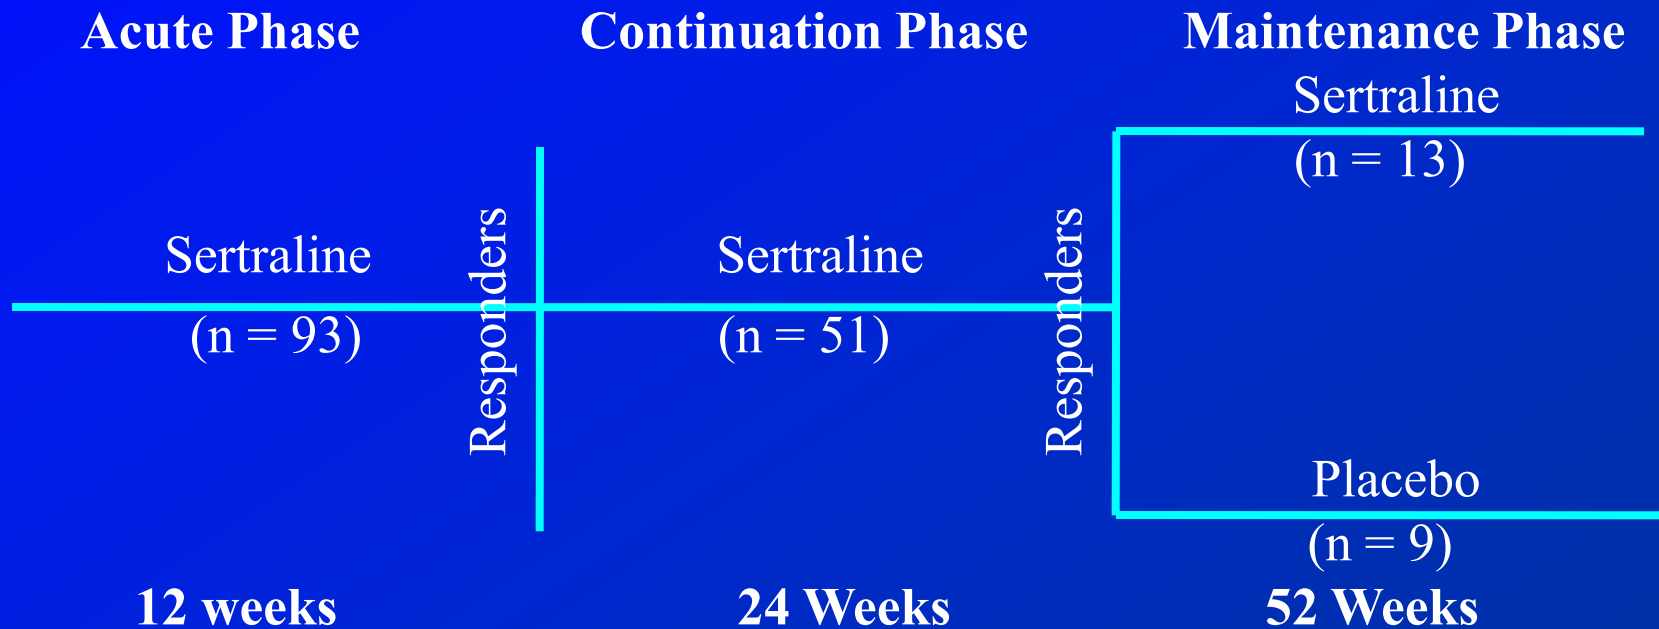 Acute Phase
Continuation Phase
Maintenance Phase
Sertraline
(n = 13)
Responders
Responders
Sertraline
Sertraline
(n = 93)
(n = 51)
Placebo
(n = 9)
12 weeks
24 Weeks
52 Weeks